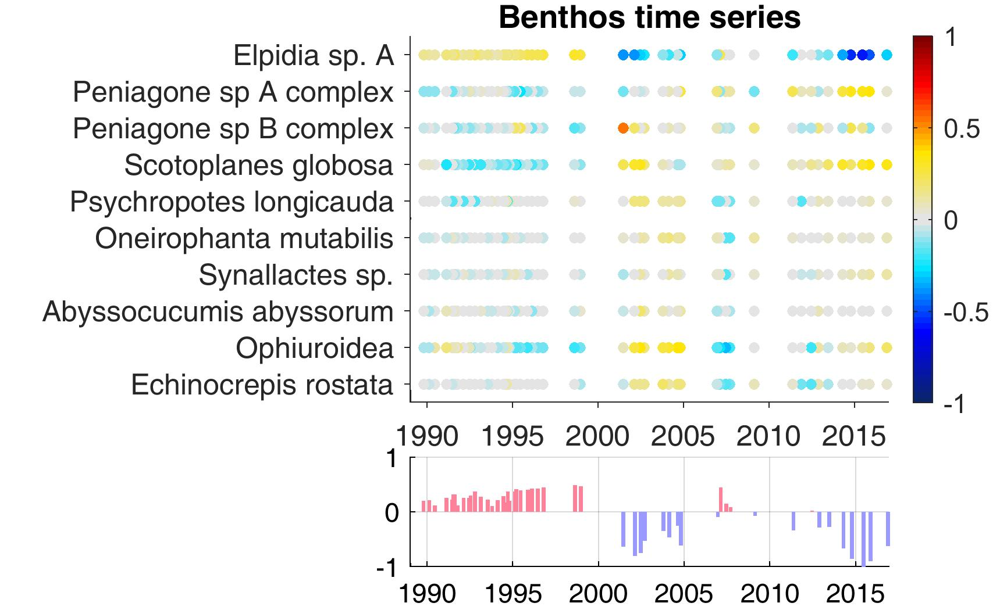 Benthos time series
Elpidia sp. A
Peniagone sp A complex
Peniagone sp B complex
Scotoplanes globosa
Psychropotes longicauda
Oneirophanta mutabilis
Synallactes sp.
Abyssocucumis abyssorum
Ophiuroidea
Echinocrepis rostata
1990 1995 2000 2005 2010 2015
1
0.5
0
-0.5
-1
1
0
-1
1990 1995 2000 2005 2010 2015